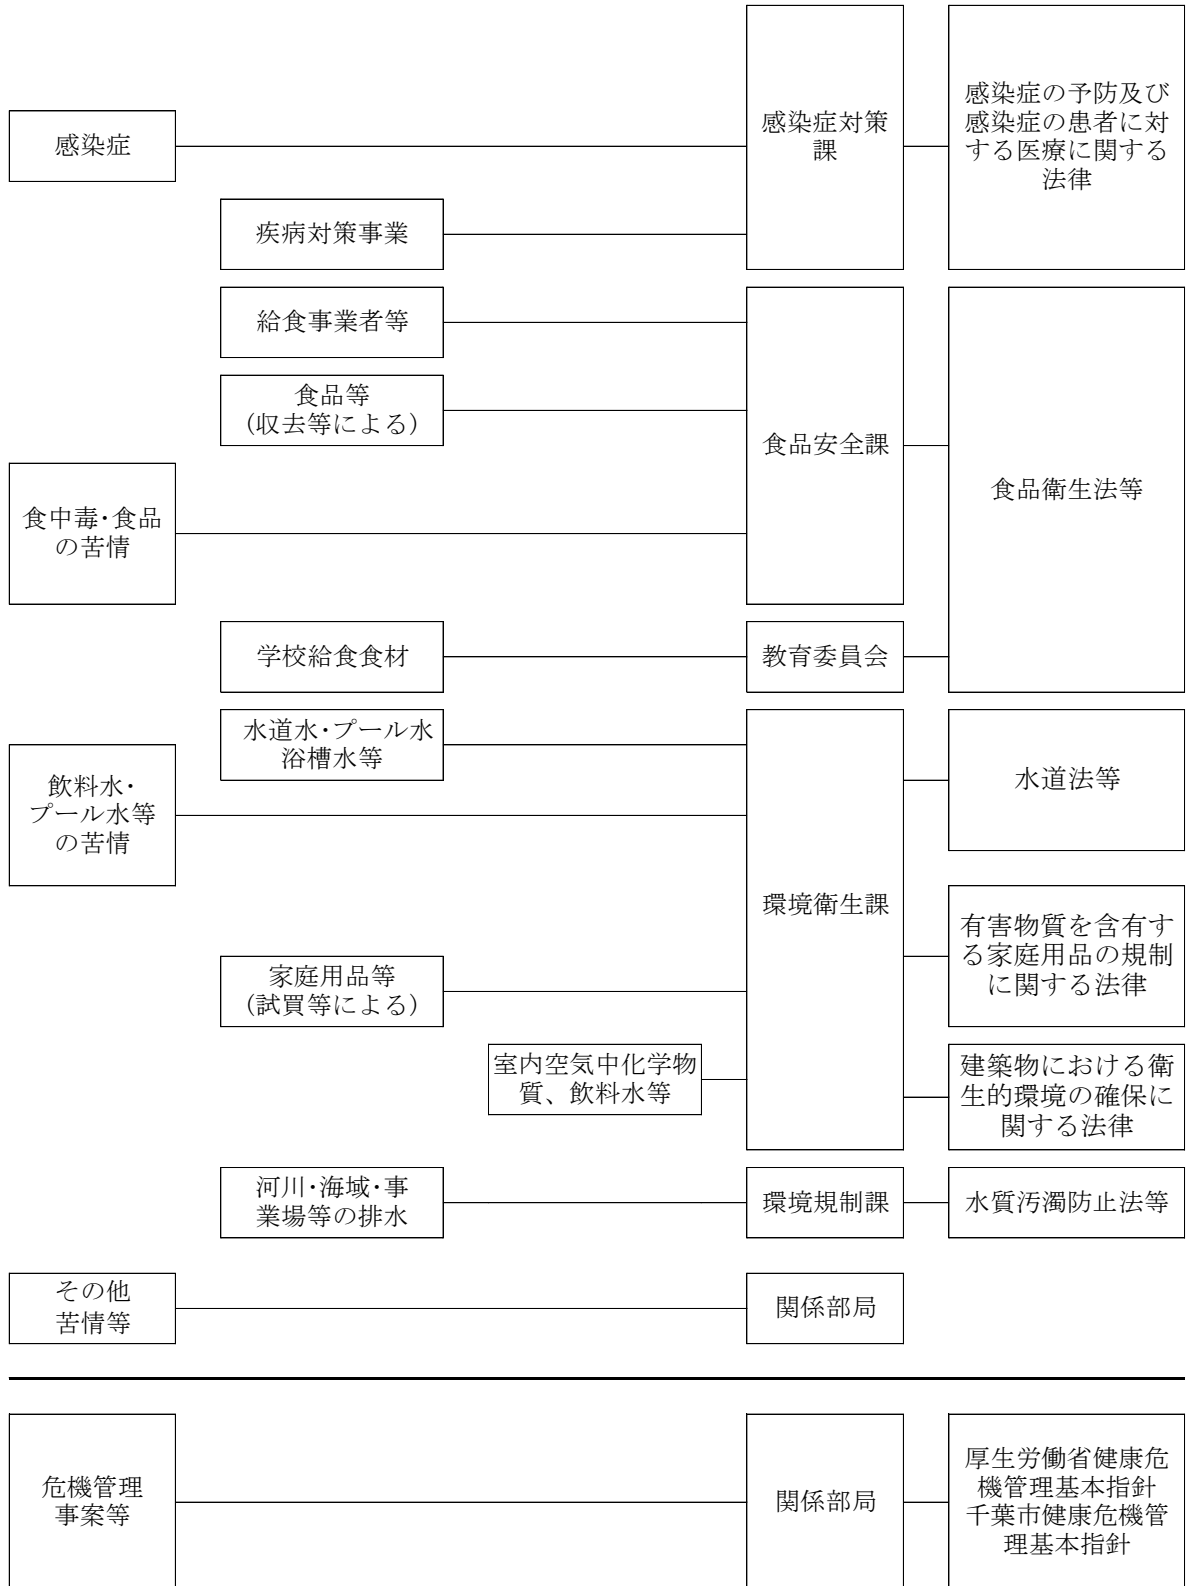 感染症
感染症対策
課
感染症の予防及び
感染症の患者に対
する医療に関する
法律
疾病対策事業
給食事業者等
食品等
(収去等による)
食品安全課
食品衛生法等
食中毒・食品
の苦情
学校給食食材
教育委員会
水道水・プール水
浴槽水等
飲料水・
プール水等
の苦情
水道法等
環境衛生課
有害物質を含有す
る家庭用品の規制
に関する法律
家庭用品等
(試買等による)
室内空気中化学物
質、飲料水等
建築物における衛
生的環境の確保に
関する法律
河川・海域・事
業場等の排水
環境規制課
水質汚濁防止法等
その他
苦情等
関係部局
危機管理
事案等
関係部局
厚生労働省健康危
機管理基本指針
千葉市健康危機管
理基本指針